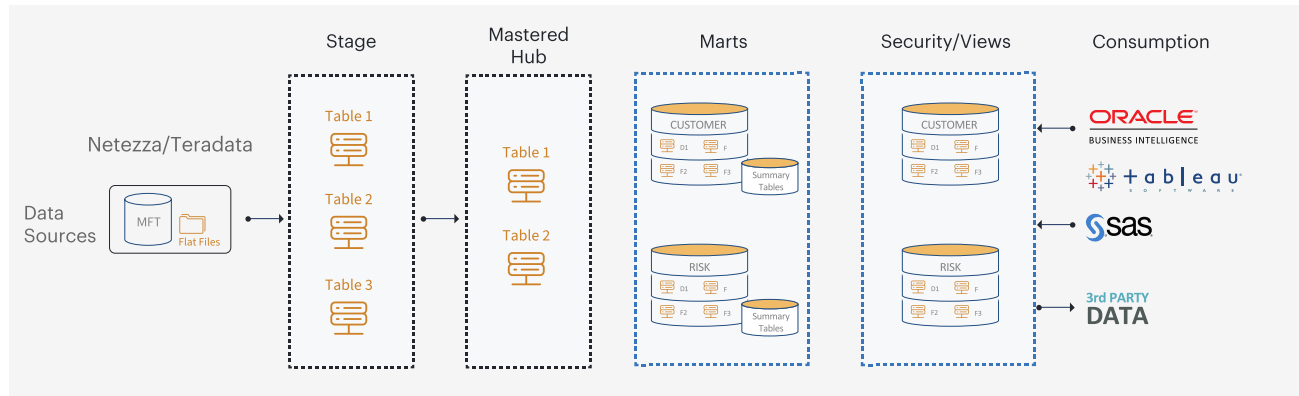 Stage
Mastered
Hub
Marts
Security/Views
Consumption
Netezza/Teradata
Data
Sources
MFT
Flat Files
Table 1
Table 2
Table 3
Table 1
Table 2
CUSTOMER
D1 F
F2 F3
Summary
Tables
RISK
D1 F
F2 F3
Summary
Tables
CUSTOMER
D1 F
F2 F3
RISK
D1 F
F2 F3
ORACLE
BUSINESS INTELLIGENCE
+ a b l e a u
S O F T W A R E
sas
3rd PARTY
DATA